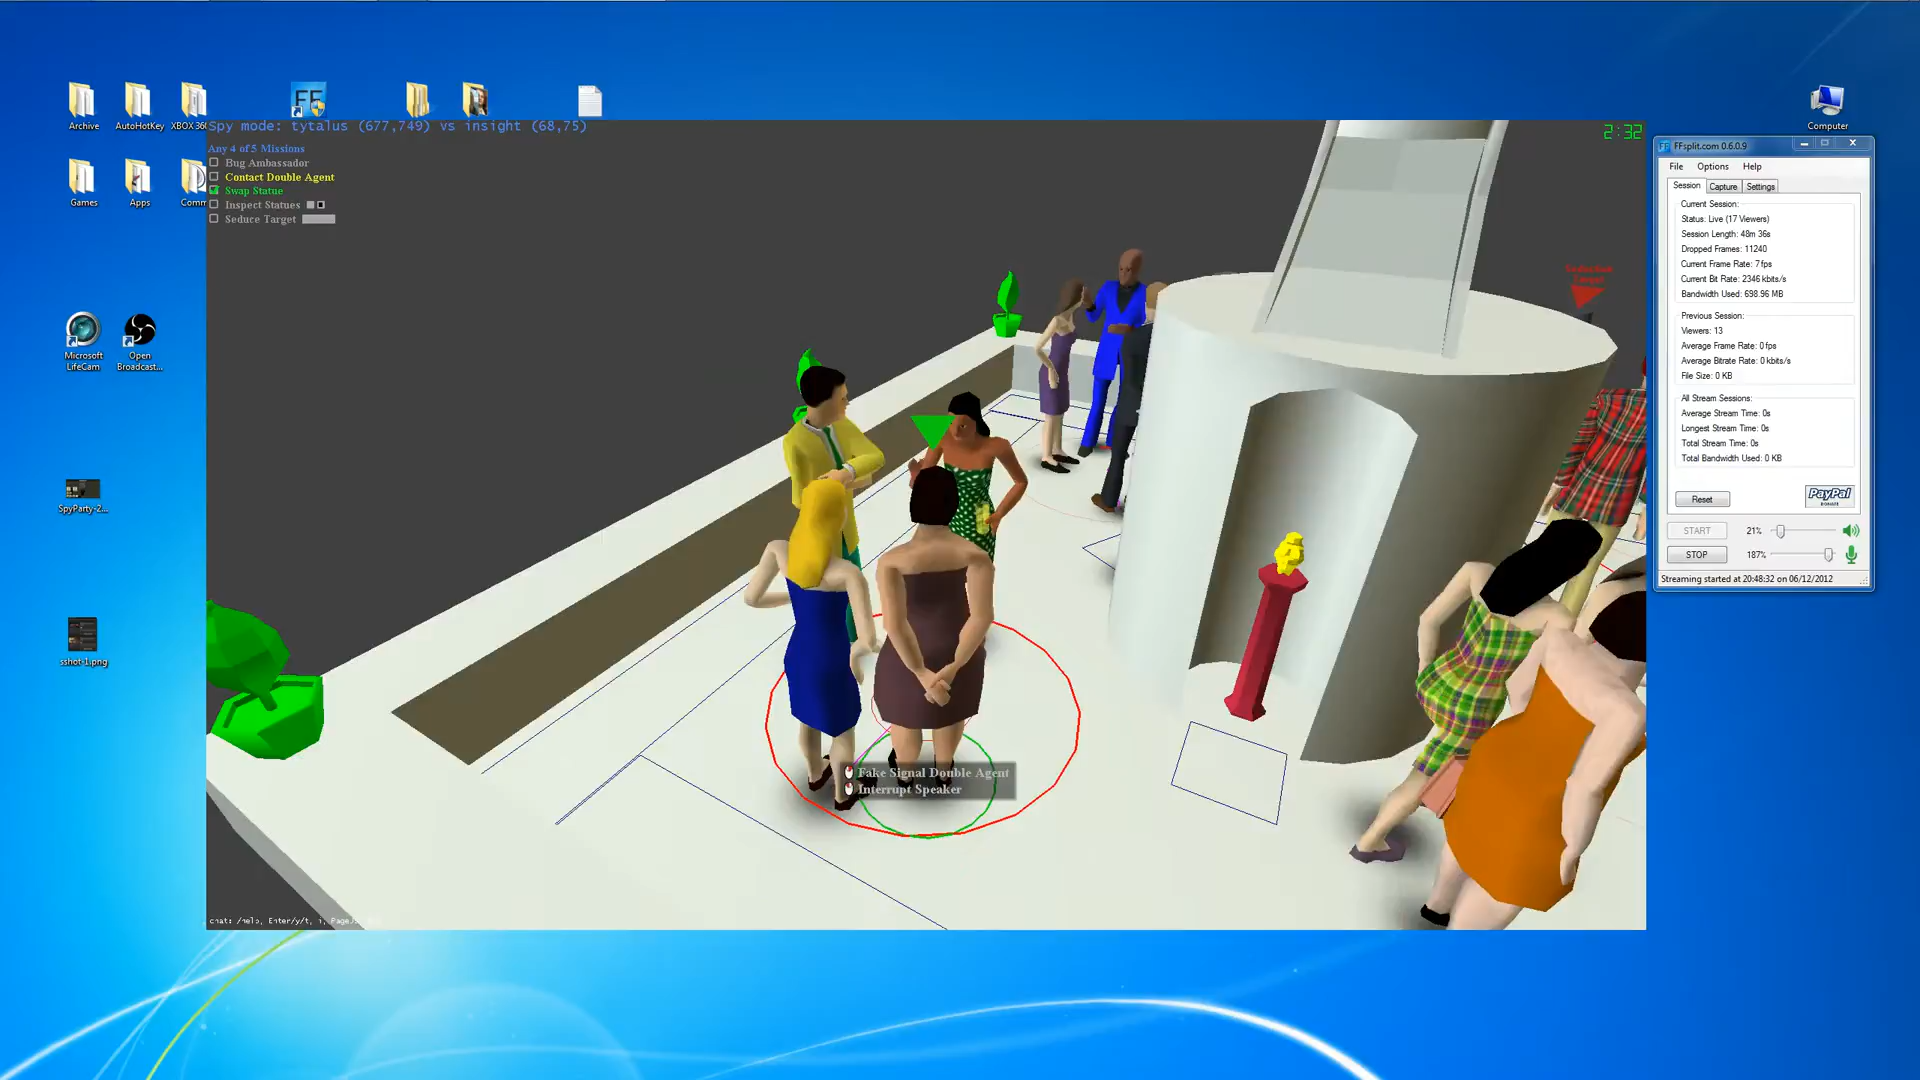 Archive
AutoHotKey
XBOX 360
FF
Computer
Spy mode: tytalus (677,749) vs insight (68,75)
2:32
Any 4 of 5 Missions
Bug Ambassador
Contact Double Agent
Swap Statue
Inspect Statues
Seduce Target
Games
Apps
Comm
Microsoft
LifeCam
Open
Broadcast...
SpyParty-2...
sshot-1.png
Fake Signal Double Agent
Interrupt Speaker
chat: /help, Enter/y/t,
FFsplit.com 0.6.0.9
File Options Help
Session Capture Settings
Current Session:
Status: Live (17 Viewers)
Session Length: 48m 36s
Dropped Frames: 11240
Current Frame Rate: 7 fps
Current Bit Rate: 2346 kbits/s
Bandwidth Used: 698.96 MB
Previous Session:
Viewers: 13
Average Frame Rate: 0 fps
Average Bitrate Rate: 0 kbits/s
File Size: 0 KB
All Stream Sessions:
Average Stream Time: 0s
Longest Stream Time: 0s
Total Stream Time: 0s
Total Bandwidth Used: 0 KB
Reset
PayPal
START 21%
STOP 187%
Streaming started at 20:48:32 on 06/12/2012